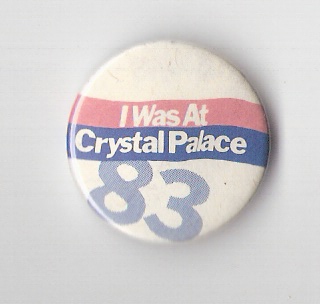 I Was At
Crystal Palace
83